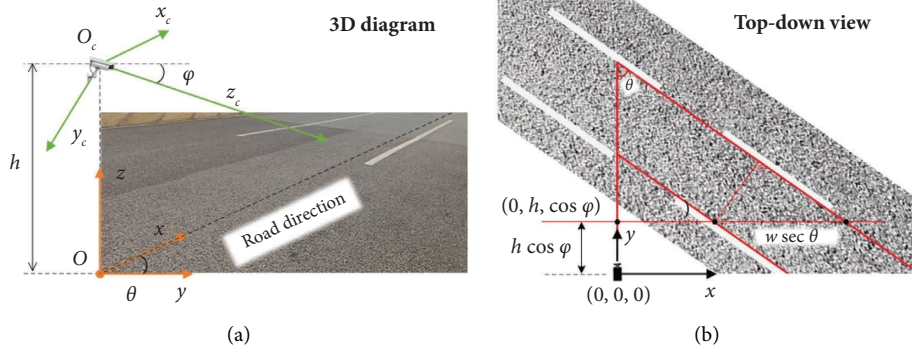 3D diagram
x_c
O_c
φ
z_c
y_c
h
z
x
Road direction
O
θ
y
(a)
Top-down view
θ
(0, h, cos φ)
w sec θ
h cos φ
y
(0, 0, 0)
x
(b)